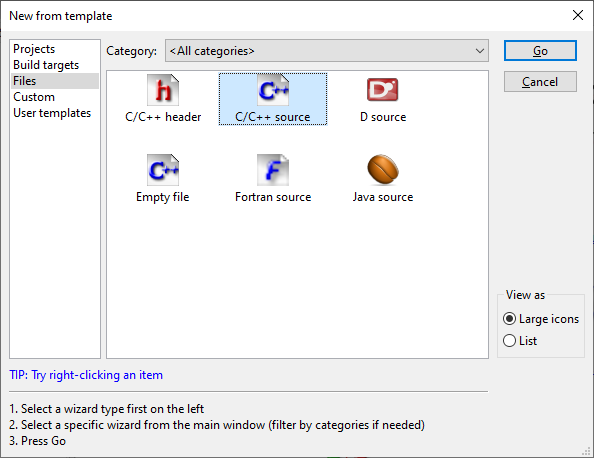 New from template
Projects
Build targets
Files
Custom
User templates
Category: <All categories>
Go
Cancel
h
C++
D
C/C++ header
C/C++ source
D source
C++
F
Empty file
Fortran source
Java source
View as
Large icons
List
TIP: Try right-clicking an item
1. Select a wizard type first on the left
2. Select a specific wizard from the main window (filter by categories if needed)
3. Press Go